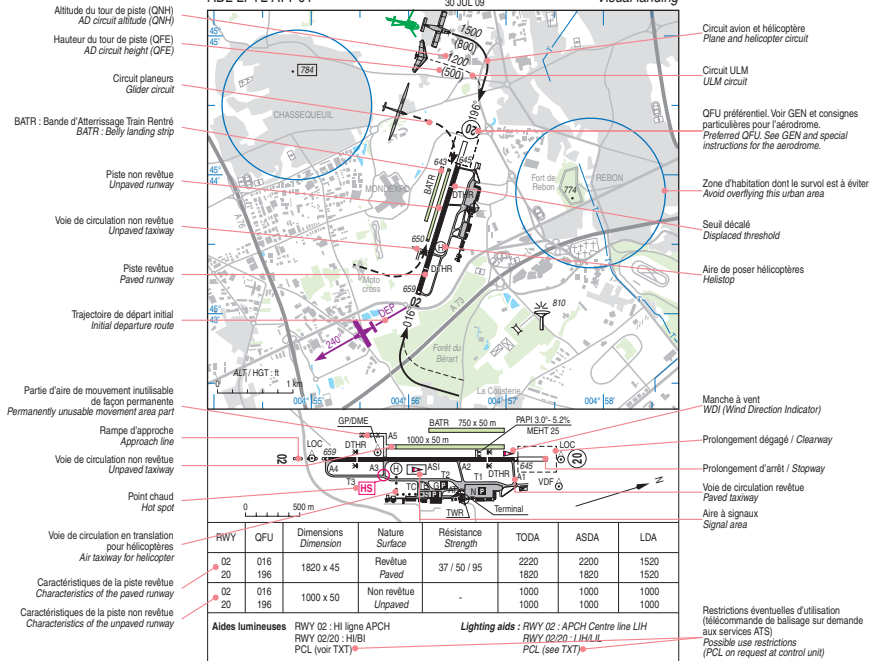 ADE LFYZ APP 01
30 JUL 09
Visual landing
Altitude du tour de piste (QNH)
AD circuit altitude (QNH)
Hauteur du tour de piste (QFE)
AD circuit height (QFE)
Circuit planeurs
Glider circuit
BATR : Bande d'Atterrissage Train Rentré
BATR : Belly landing strip
Piste non revêtue
Unpaved runway
Voie de circulation non revêtue
Unpaved taxiway
Piste revêtue
Paved runway
Trajectoire de départ initial
Initial departure route
Circuit avion et hélicoptère
Plane and helicopter circuit
Circuit ULM
ULM circuit
QFU préférentiel. Voir GEN et consignes
particulières pour l'aérodrome.
Preferred QFU. See GEN and special
instructions for the aerodrome.
Zone d'habitation dont le survol est à éviter
Avoid overflying this urban area
Seuil décalé
Displaced threshold
Aire de poser hélicoptères
Helistop
45°
45'
45°
44'
45°
43'
784
CHASSEQUEUIL
1500
(800)
1200
(500)
196°
20
643
645
BATR
DTHR
MONDEXHO
Fort de
Rebon
REBON
774
A 76
650
H
DTHR
659
02
Moto
cross
016°
DEP
240°
A 73
810
Forêt du
Bérart
La Cousterie
ALT / HGT : ft
0
1 km
004° 55'
004° 56'
004° 57'
004° 58'
Partie d'aire de mouvement inutilisable
de façon permanente
Permanently unusable movement area part
Rampe d'approche
Approach line
Voie de circulation non revêtue
Unpaved taxiway
Point chaud
Hot spot
Voie de circulation en translation
pour hélicoptères
Air taxiway for helicopter
Caractéristiques de la piste revêtue
Characteristics of the paved runway
Caractéristiques de la piste non revêtue
Characteristics of the unpaved runway
Manche à vent
WDI (Wind Direction Indicator)
Prolongement dégagé / Clearway
Prolongement d'arrêt / Stopway
Voie de circulation revêtue
Paved taxiway
Aire à signaux
Signal area
GP/DME
BATR 750 x 50 m
PAPI 3.0°- 5.2%
MEHT 25
A5
1000 x 50 m
LOC
DTHR
LOC
02
659
20
A4
A3
H
ASI
A2
T1
DTHR
645
A1
T3
HS
TC
T2
G
P
N P
VDF
N
TWR
Terminal
0
500 m
RWY QFU Dimensions Nature Résistance TODA ASDA LDA
Dimension Surface Strength
02 016 1820 x 45 Revêtue 37 / 50 / 95 2220 2200 1520
20 196 Paved 1820 1820 1520
02 016 1000 x 50 Non revêtue - 1000 1000 1000
20 196 Unpaved 1000 1000 1000
Aides lumineuses RWY 02 : HI ligne APCH
RWY 02/20 : HI/BI
PCL (voir TXT)
Lighting aids : RWY 02 : APCH Centre line LIH
RWY 02/20 : LIH/LIL
PCL (see TXT)
Restrictions éventuelles d'utilisation
(télécommande de balisage sur demande
aux services ATS)
Possible use restrictions
(PCL on request at control unit)